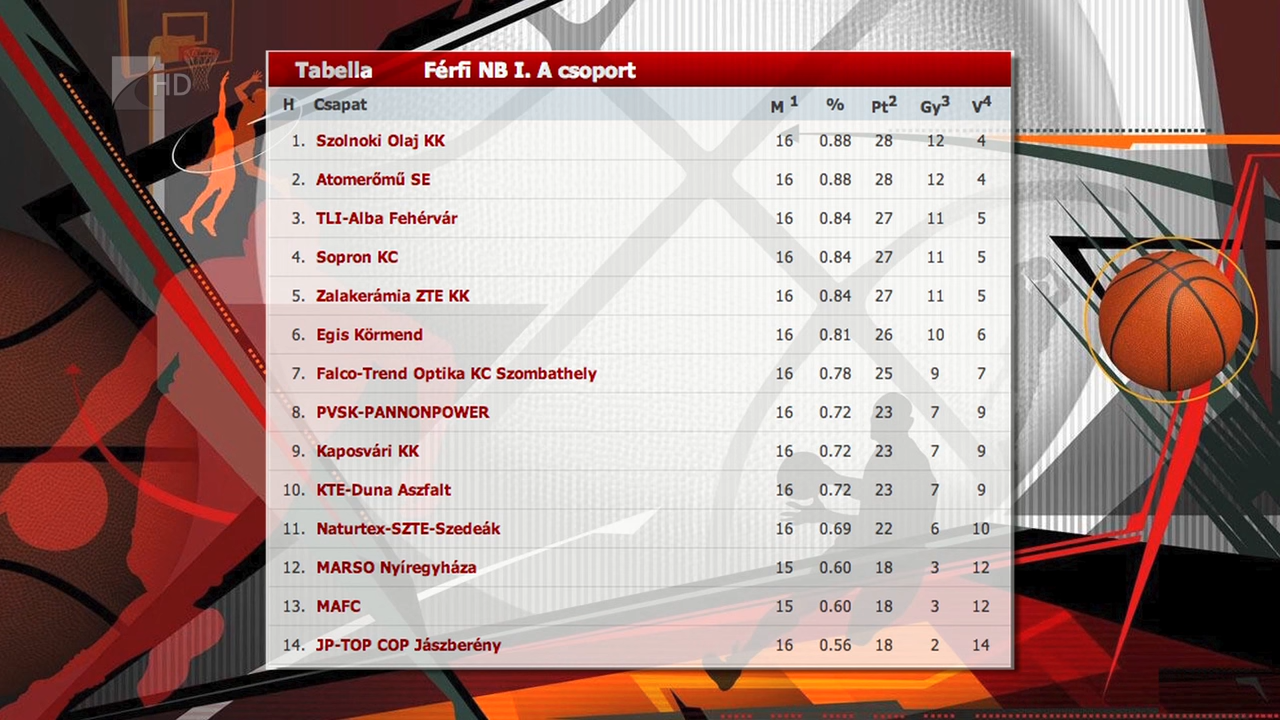 HD
Tabella Férfi NB I. A csoport
H Csapat M 1 % Pt2 Gy3 V4
1. Szolnoki Olaj KK 16 0.88 28 12 4
2. Atomerőmű SE 16 0.88 28 12 4
3. TLI-Alba Fehérvár 16 0.84 27 11 5
4. Sopron KC 16 0.84 27 11 5
5. Zalakerámia ZTE KK 16 0.84 27 11 5
6. Egis Körmend 16 0.81 26 10 6
7. Falco-Trend Optika KC Szombathely 16 0.78 25 9 7
8. PVSK-PANNONPOWER 16 0.72 23 7 9
9. Kaposvári KK 16 0.72 23 7 9
10. KTE-Duna Aszfalt 16 0.72 23 7 9
11. Naturtex-SZTE-Szedeák 16 0.69 22 6 10
12. MARSO Nyíregyháza 15 0.60 18 3 12
13. MAFC 15 0.60 18 3 12
14. JP-TOP COP Jászberény 16 0.56 18 2 14